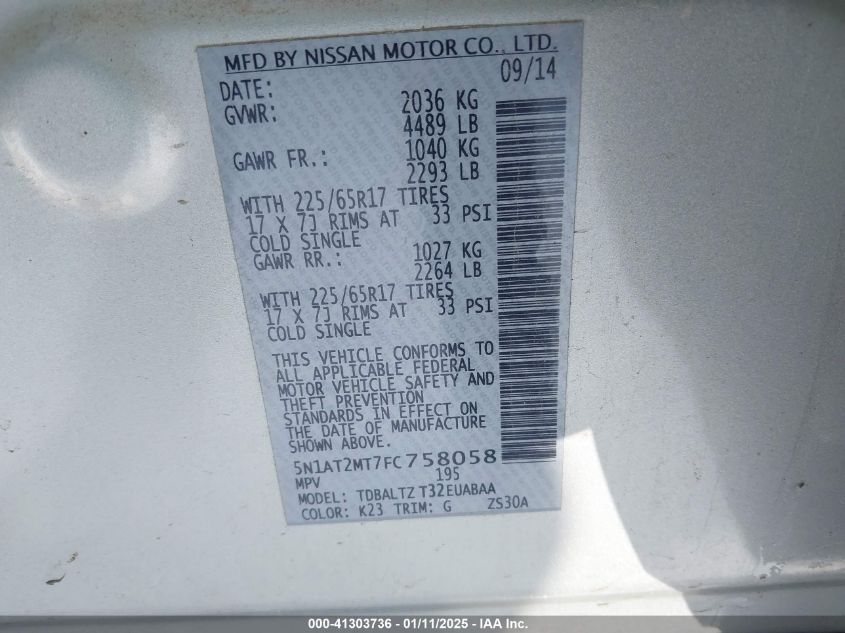 MFD BY NISSAN MOTOR CO., LTD.
DATE: 09/14
GVWR: 2036 KG
4489 LB
GAWR FR.: 1040 KG
2293 LB
WITH 225/65R17 TIRES
17 X 7J RIMS AT 33 PSI
COLD SINGLE
GAWR RR.: 1027 KG
2264 LB
WITH 225/65R17 TIRES
17 X 7J RIMS AT 33 PSI
COLD SINGLE
THIS VEHICLE CONFORMS TO
ALL APPLICABLE FEDERAL
MOTOR VEHICLE SAFETY AND
THEFT PREVENTION
STANDARDS IN EFFECT ON
THE DATE OF MANUFACTURE
SHOWN ABOVE.
5N1AT2MT7FC758058
MPV 195
MODEL: TDBALTZ T32EUABAA
COLOR: K23 TRIM: G ZS30A
000-41303736 - 01/11/2025 - IAA Inc.